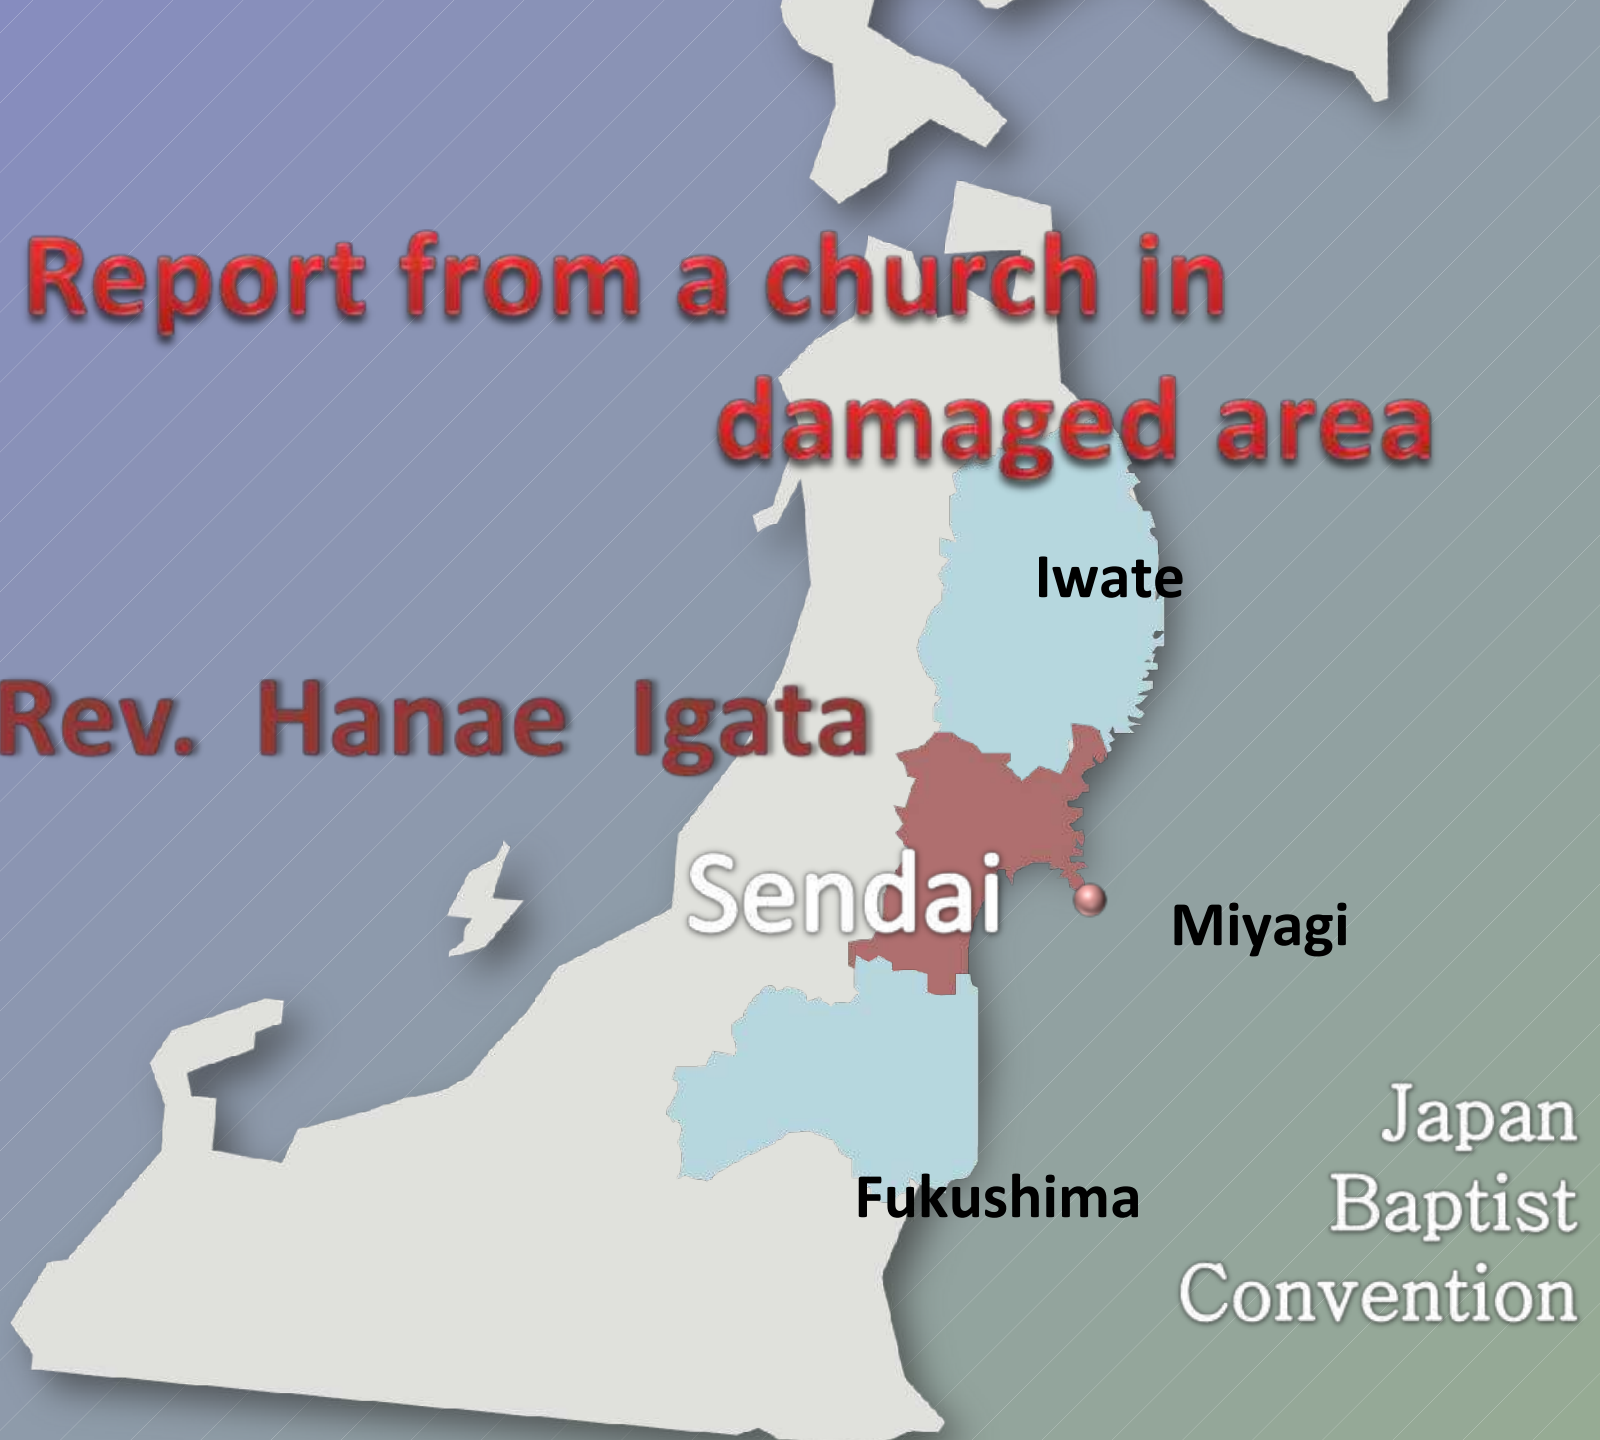 Report from a church in
damaged area
Iwate
Rev. Hanae Igata
Sendai
Miyagi
Fukushima
Japan
Baptist
Convention